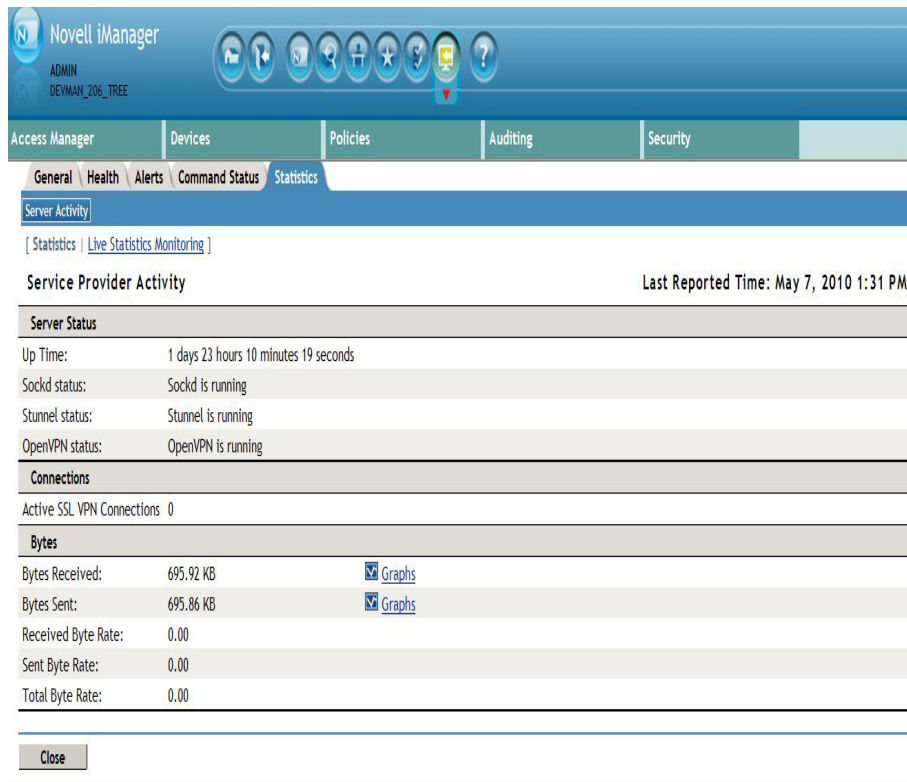 Novell iManager
ADMIN
DEVMAN_206_TREE
Access Manager Devices Policies Auditing Security
General Health Alerts Command Status Statistics
Server Activity
[ Statistics | Live Statistics Monitoring ]
Service Provider Activity Last Reported Time: May 7, 2010 1:31 PM
Server Status
Up Time: 1 days 23 hours 10 minutes 19 seconds
Sockd status: Sockd is running
Stunnel status: Stunnel is running
OpenVPN status: OpenVPN is running
Connections
Active SSL VPN Connections 0
Bytes
Bytes Received: 695.92 KB Graphs
Bytes Sent: 695.86 KB Graphs
Received Byte Rate: 0.00
Sent Byte Rate: 0.00
Total Byte Rate: 0.00
Close